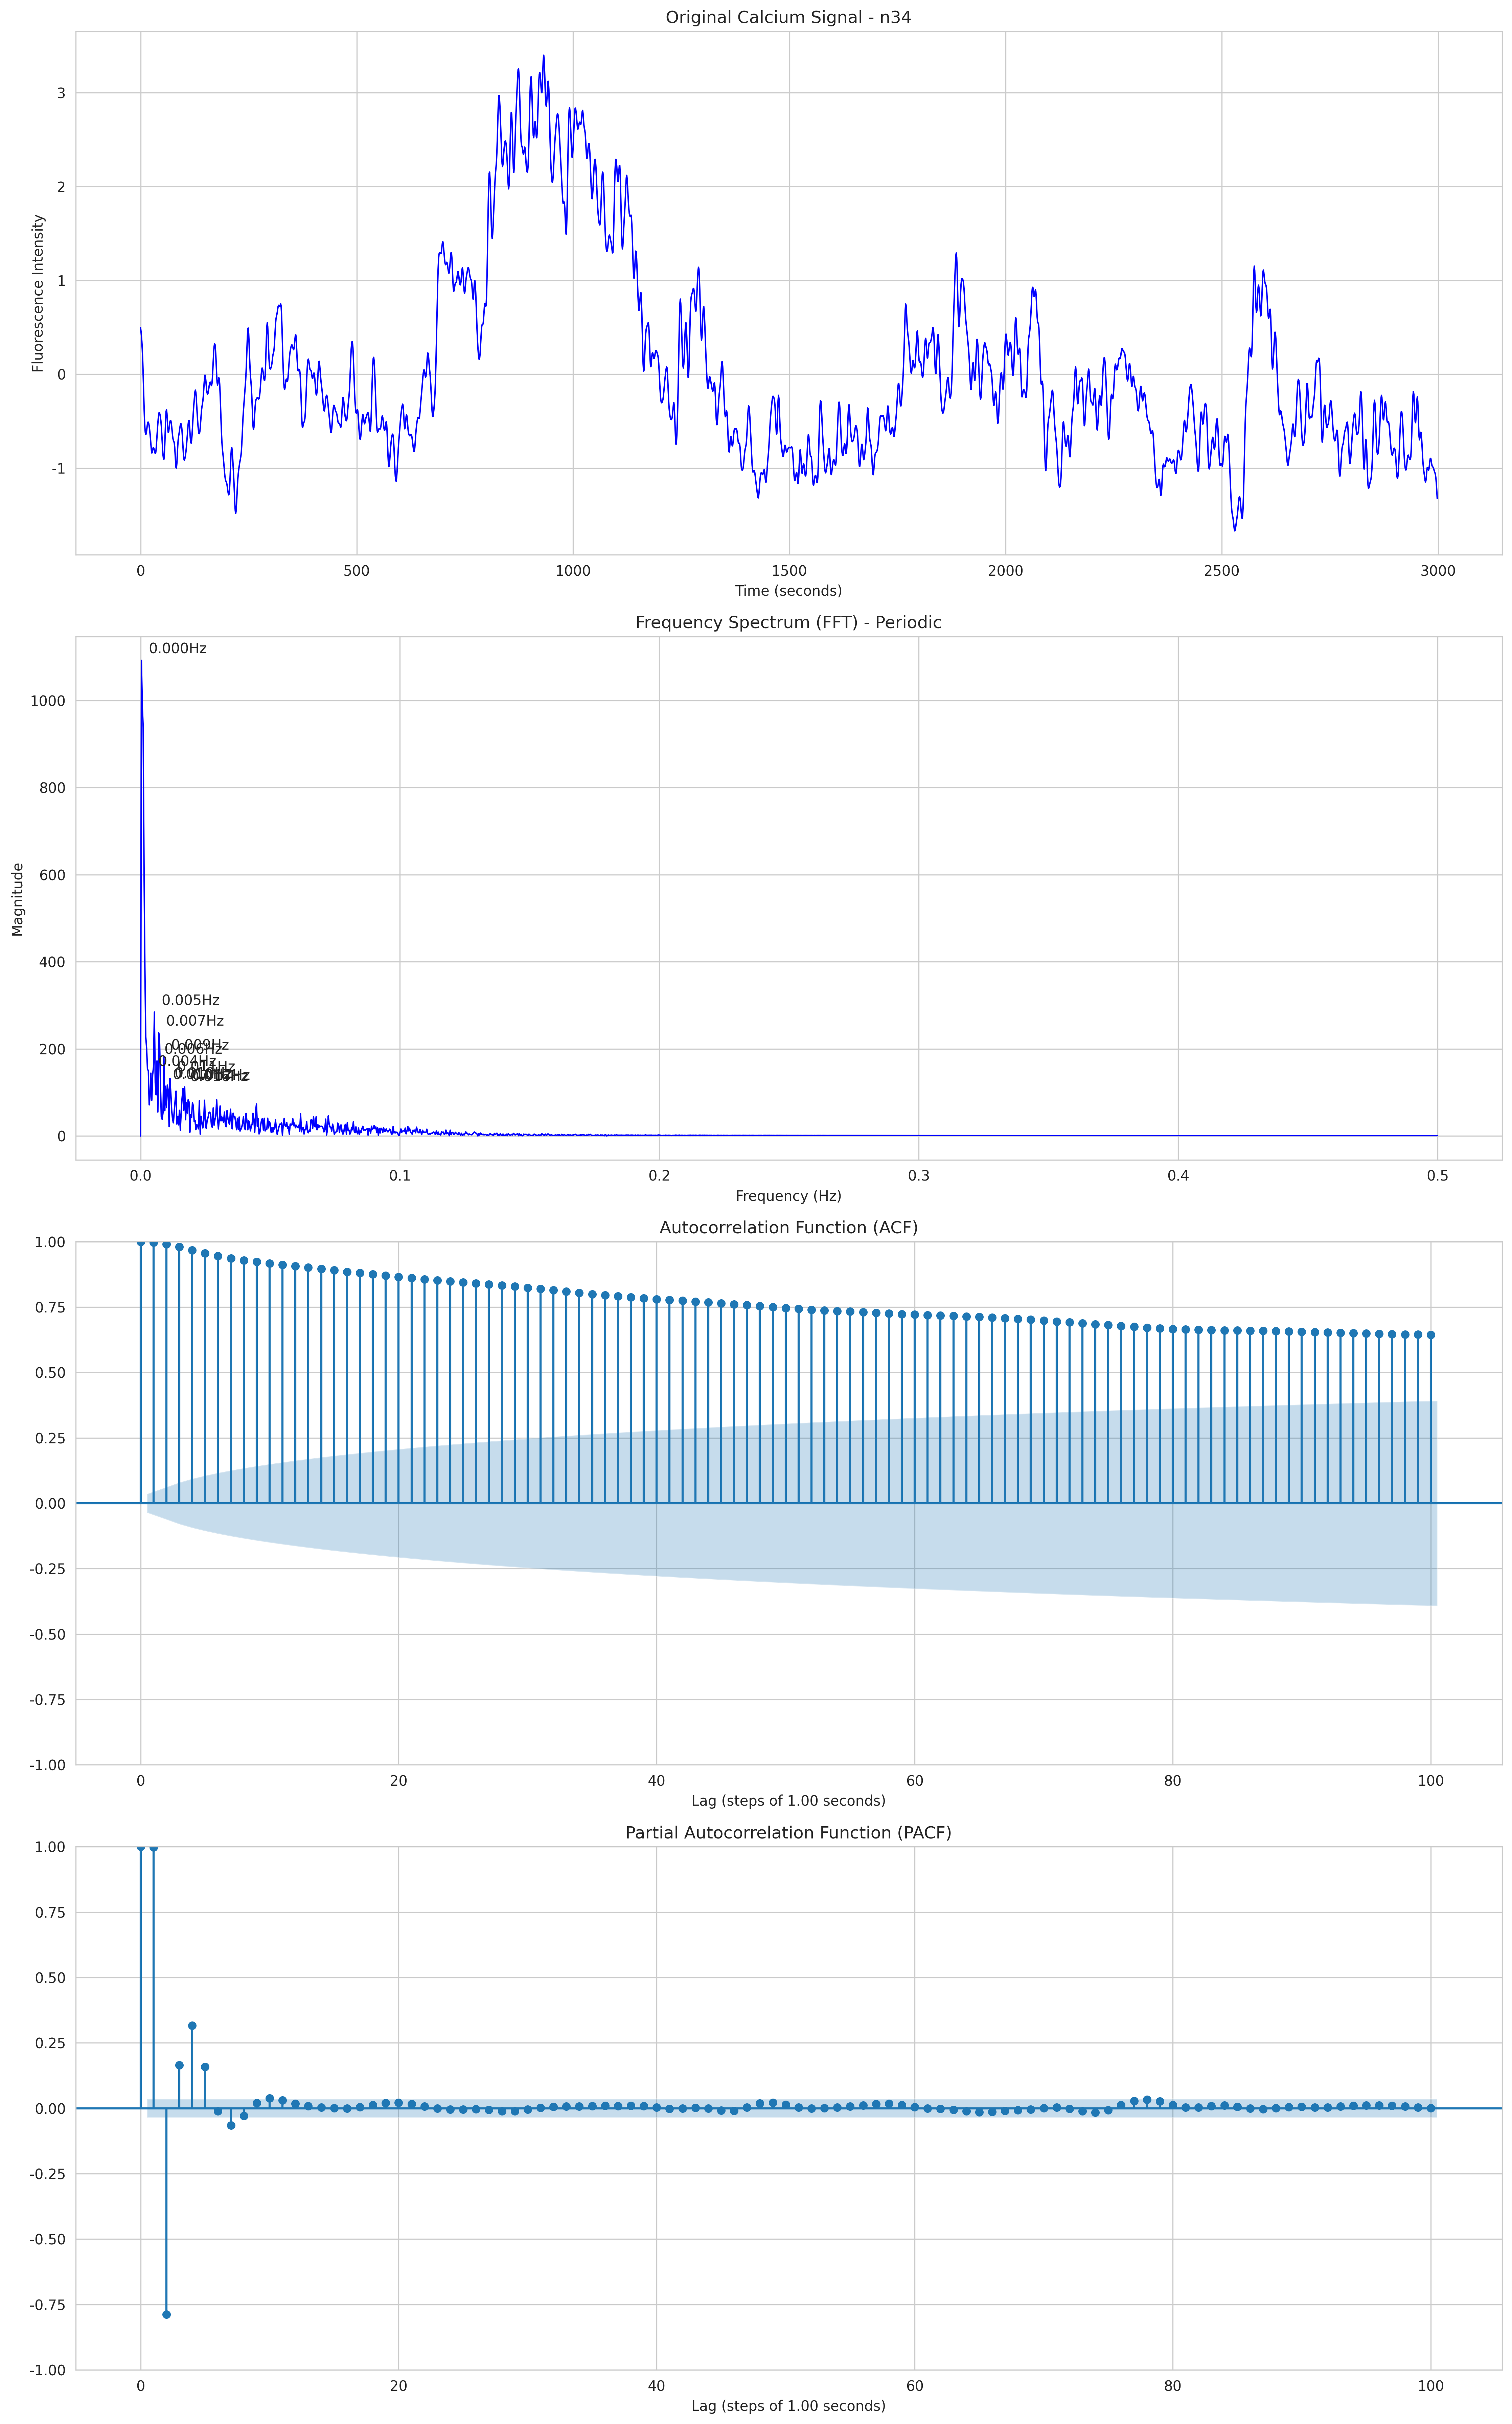 Original Calcium Signal - n34
3
2
1
0
-1
Fluorescence Intensity
0 500 1000 1500 2000 2500 3000
Time (seconds)
Frequency Spectrum (FFT) - Periodic
0.000Hz
1000
800
600
400
200
0
Magnitude
0.005Hz
0.007Hz
0.009Hz
0.006Hz
0.004Hz
0.0 0.1 0.2 0.3 0.4 0.5
Frequency (Hz)
Autocorrelation Function (ACF)
1.00
0.75
0.50
0.25
0.00
-0.25
-0.50
-0.75
-1.00
0 20 40 60 80 100
Lag (steps of 1.00 seconds)
Partial Autocorrelation Function (PACF)
1.00
0.75
0.50
0.25
0.00
-0.25
-0.50
-0.75
-1.00
0 20 40 60 80 100
Lag (steps of 1.00 seconds)